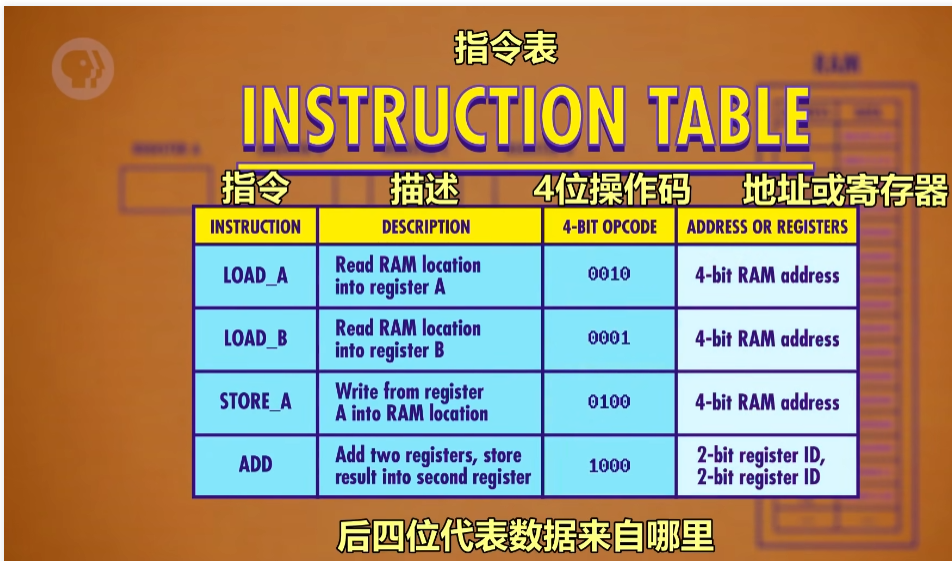 指令表
RAM
INSTRUCTION TABLE
REGISTER A
指令 描述 4位操作码 地址或寄存器
INSTRUCTION DESCRIPTION 4-BIT OPCODE ADDRESS OR REGISTERS
LOAD_A Read RAM location into register A 0010 4-bit RAM address
LOAD_B Read RAM location into register B 0001 4-bit RAM address
STORE_A Write from register A into RAM location 0100 4-bit RAM address
ADD Add two registers, store result into second register 1000 2-bit register ID, 2-bit register ID
后四位代表数据来自哪里